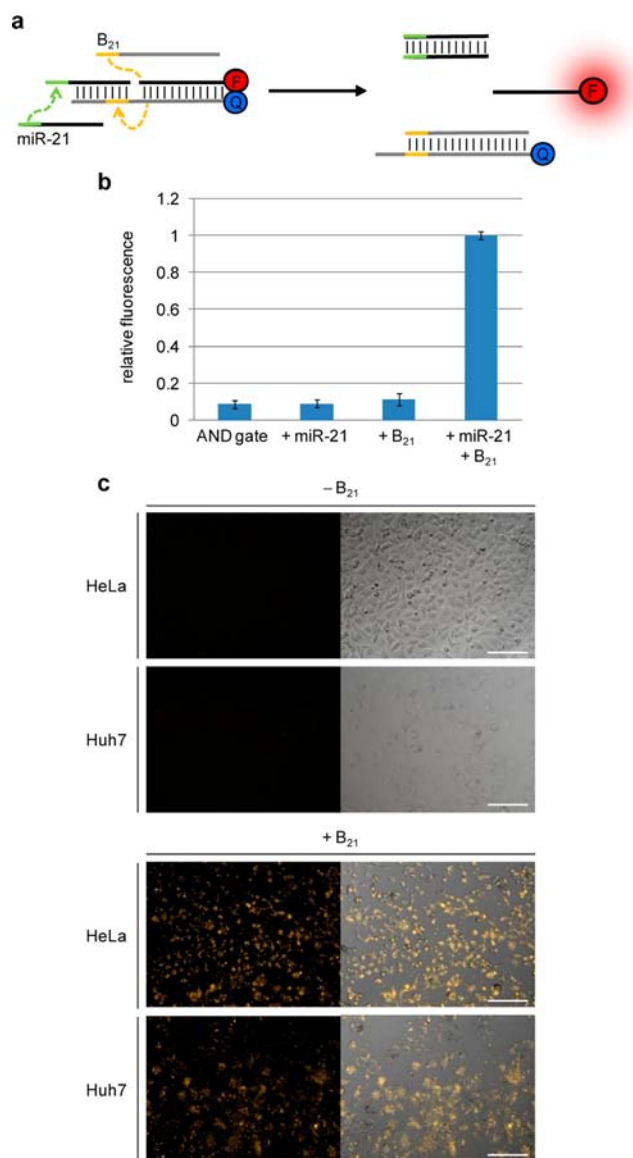 a
B₂₁
F
Q
miR-21
F
Q
b
relative fluorescence
1.2
1
0.8
0.6
0.4
0.2
0
AND gate
+ miR-21
+ B₂₁
+ miR-21
+ B₂₁
c
– B₂₁
HeLa
Huh7
+ B₂₁
HeLa
Huh7